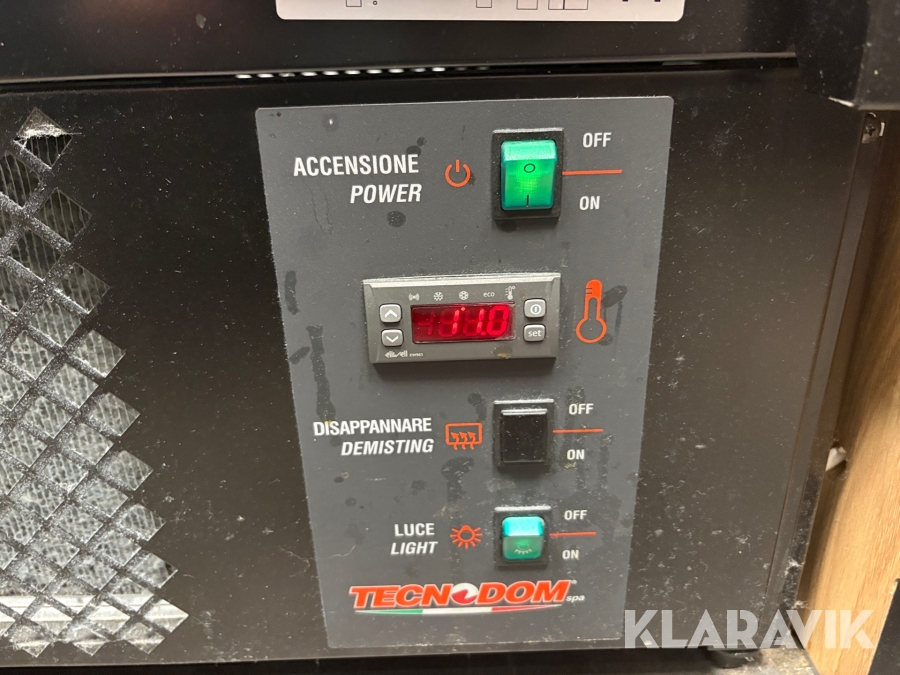 ACCENSIONE
POWER
OFF
ON
eco
11.0
set
eliwell
DISAPPANNARE
DEMISTING
OFF
ON
LUCE
LIGHT
OFF
ON
TECNODOM spa
KLARAVIK